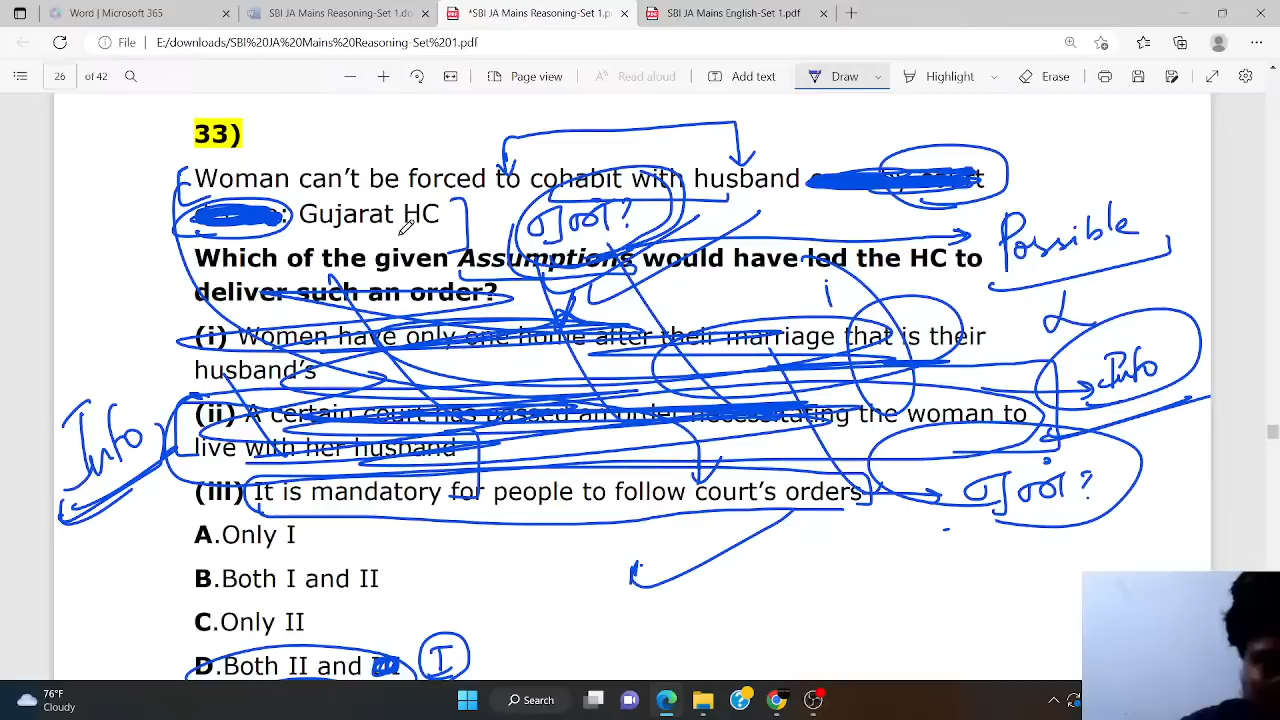 Word | Microsoft 365
SBI JA Mains Reasoning-Set 1.do
*SBI JA Mains Reasoning-Set 1.p
SBI JA Mains English-Set 1.pdf
File
E:/downloads/SBI%20JA%20Mains%20Reasoning-Set%201.pdf
26 of 42
Page view
Read aloud
Add text
Draw
Highlight
Erase
33)
Woman can't be forced to cohabit with husband
: Gujarat HC
Possible
Which of the given Assumptions would have led the HC to
deliver such an order?
(i) Women have only one home after their marriage that is their
husband's
Info
(ii) A certain court has passed an order necessitating the woman to
live with her husband
Info
(iii) It is mandatory for people to follow court's orders
A.Only I
B.Both I and II
C.Only II
D.Both II and I
76°F
Cloudy
Search